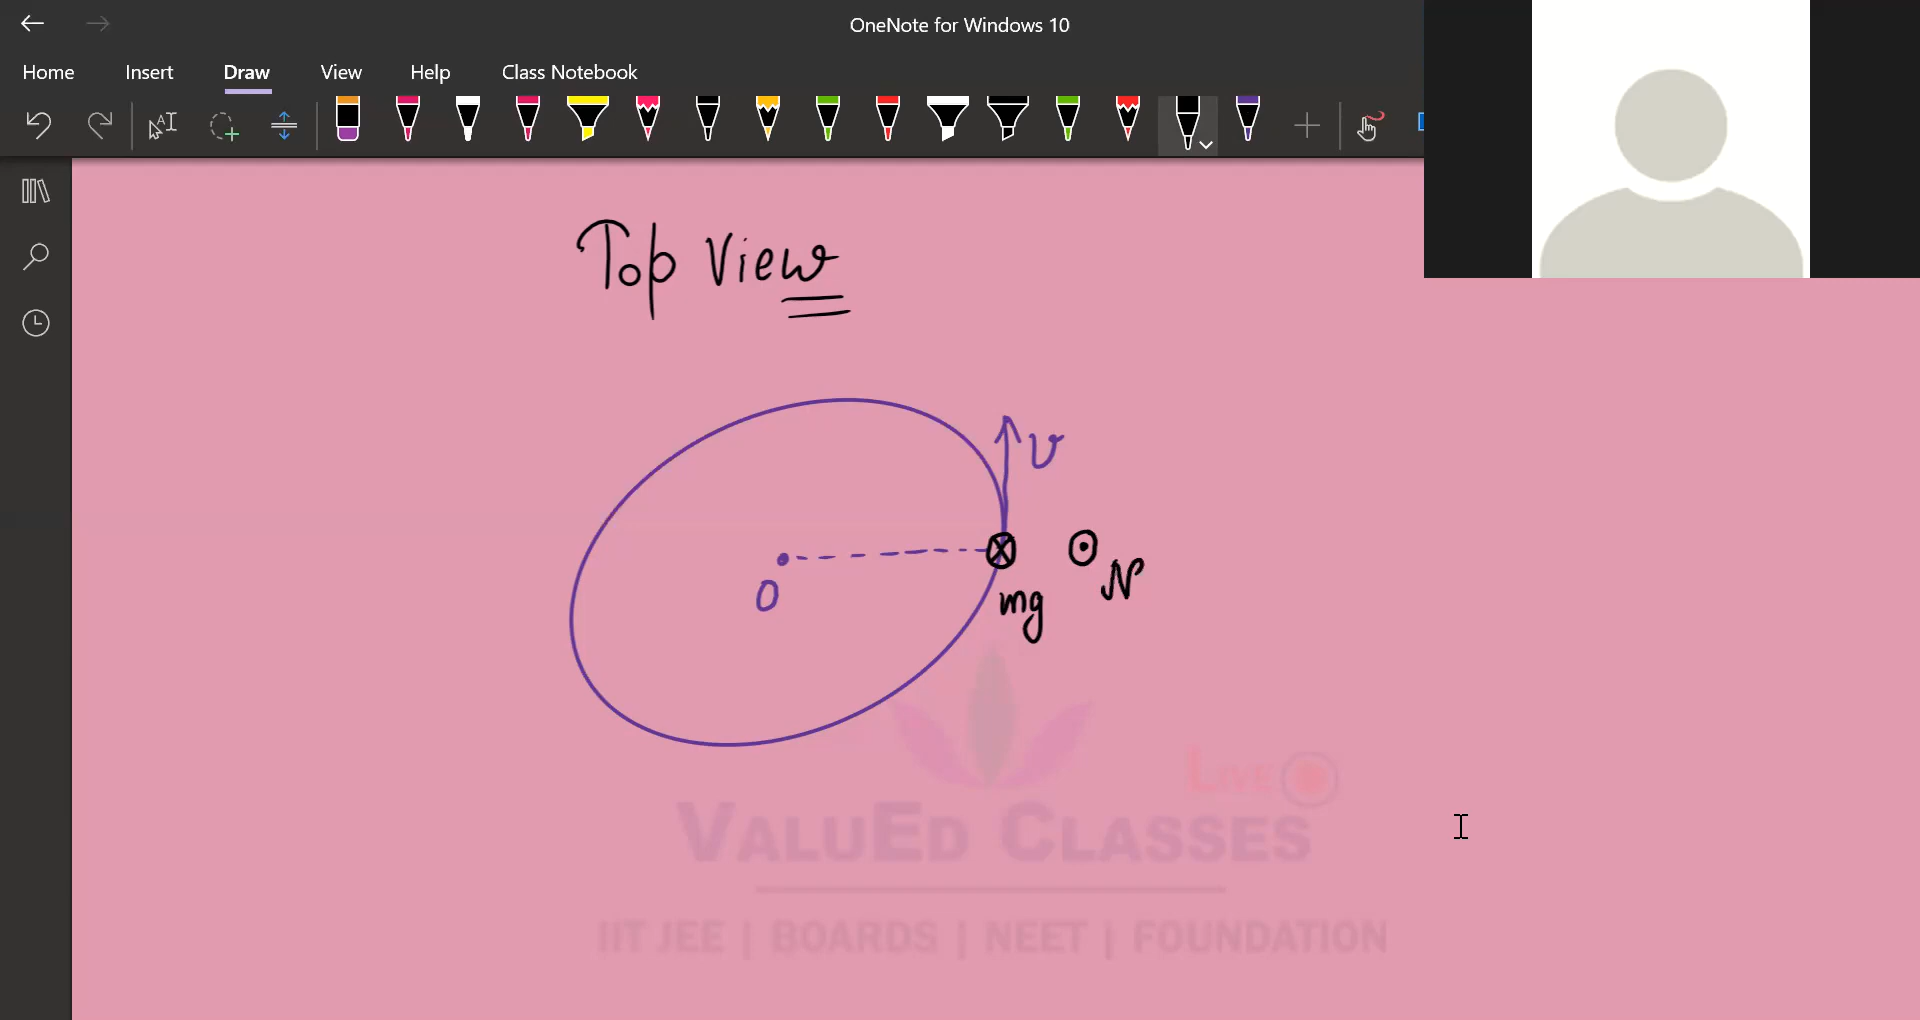 OneNote for Windows 10
Home Insert Draw View Help Class Notebook
Top View
v
O
mg
N
LIVE
VALUED CLASSES
IIT JEE | BOARDS | NEET | FOUNDATION